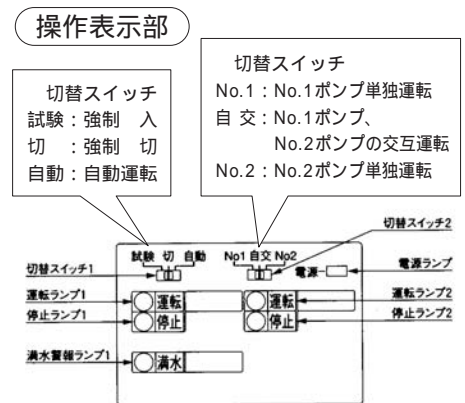 操作表示部
切替スイッチ
試験：強制　入
切　：強制　切
自動：自動運転
切替スイッチ
No.1：No.1ポンプ単独運転
自 交：No.1ポンプ、
No.2ポンプの交互運転
No.2：No.2ポンプ単独運転
切替スイッチ2
試験 切 自動
No1 自交 No2
切替スイッチ1
電源
電源ランプ
運転ランプ1
運転
運転
運転ランプ2
停止ランプ1
停止
停止
停止ランプ2
満水警報ランプ1
満水